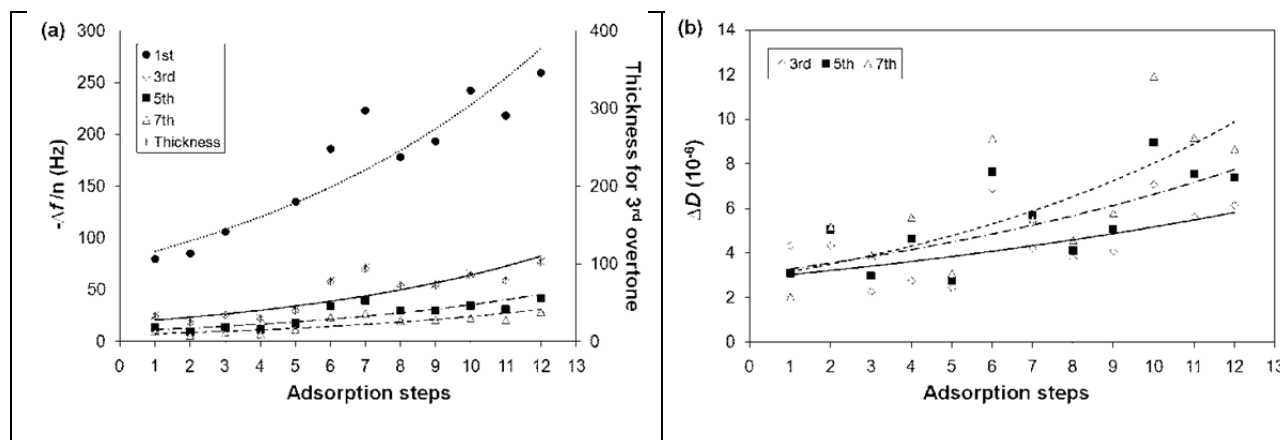 (a)
300
250
200
150
100
50
0
-Δf/n (Hz)
1st
3rd
5th
7th
Thickness
400
300
200
100
0
Thickness for 3rd overtone
0 1 2 3 4 5 6 7 8 9 10 11 12 13
Adsorption steps
(b)
14
12
10
8
6
4
2
0
ΔD (10-6)
3rd 5th 7th
0 1 2 3 4 5 6 7 8 9 10 11 12 13
Adsorption steps